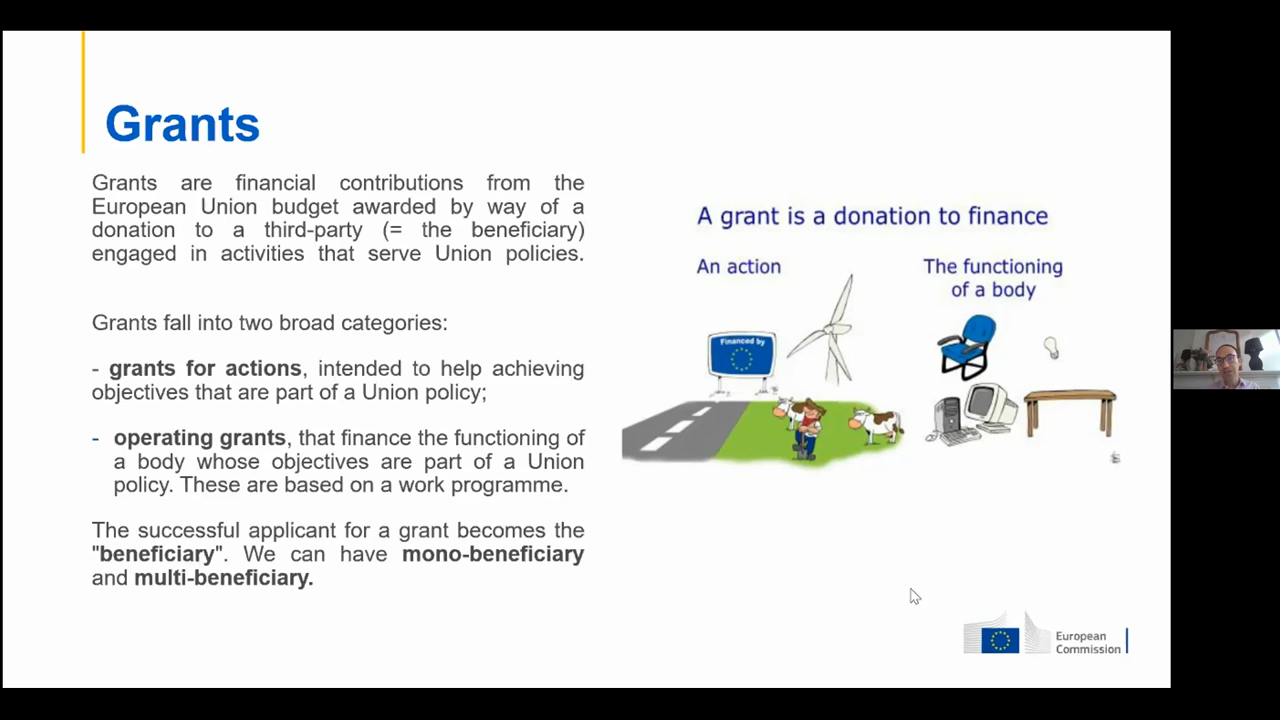 Grants
Grants are financial contributions from the
European Union budget awarded by way of a
donation to a third-party (= the beneficiary)
engaged in activities that serve Union policies.
Grants fall into two broad categories:
- grants for actions, intended to help achieving
objectives that are part of a Union policy;
- operating grants, that finance the functioning of
a body whose objectives are part of a Union
policy. These are based on a work programme.
The successful applicant for a grant becomes the
"beneficiary". We can have mono-beneficiary
and multi-beneficiary.
A grant is a donation to finance
An action
The functioning
of a body
Financed by
European
Commission